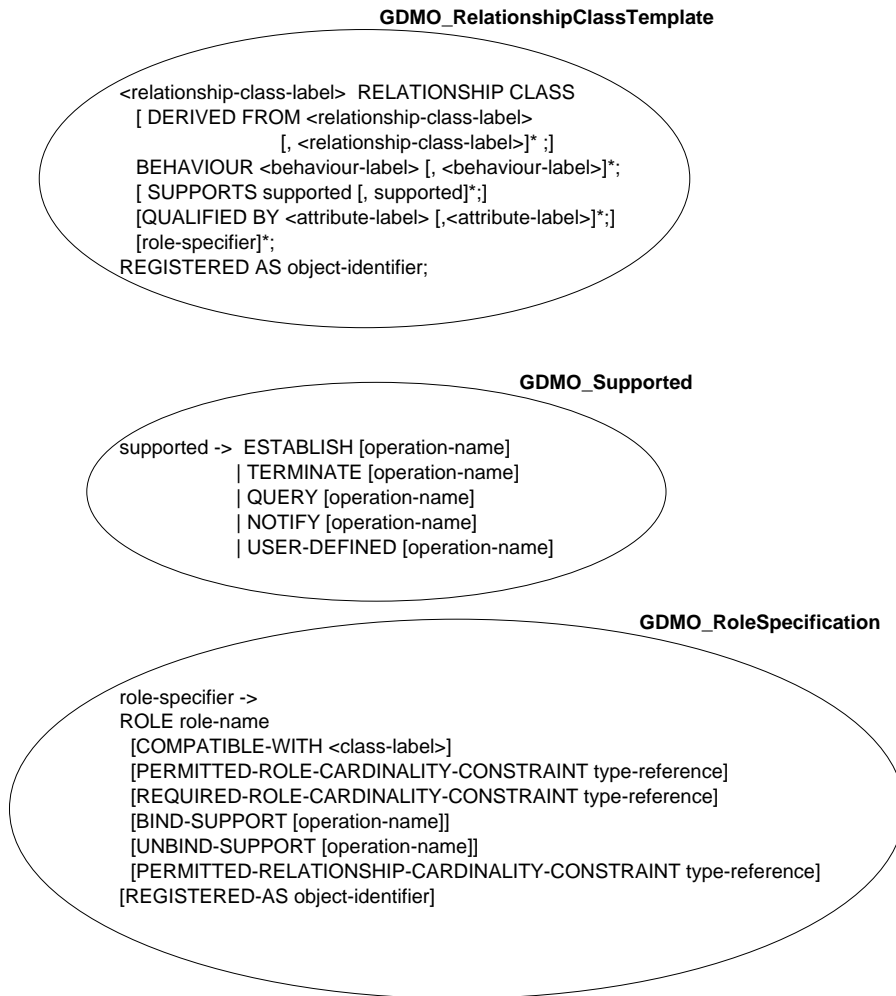 GDMO_RelationshipClassTemplate
<relationship-class-label>  RELATIONSHIP CLASS
[ DERIVED FROM <relationship-class-label>
[, <relationship-class-label>]* ;]
BEHAVIOUR <behaviour-label> [, <behaviour-label>]*;
[ SUPPORTS supported [, supported]*;]
[QUALIFIED BY <attribute-label> [,<attribute-label>]*;]
[role-specifier]*;
REGISTERED AS object-identifier;
GDMO_Supported
supported ->  ESTABLISH [operation-name]
| TERMINATE [operation-name]
| QUERY [operation-name]
| NOTIFY [operation-name]
| USER-DEFINED [operation-name]
GDMO_RoleSpecification
role-specifier ->
ROLE role-name
[COMPATIBLE-WITH <class-label>]
[PERMITTED-ROLE-CARDINALITY-CONSTRAINT type-reference]
[REQUIRED-ROLE-CARDINALITY-CONSTRAINT type-reference]
[BIND-SUPPORT [operation-name]]
[UNBIND-SUPPORT [operation-name]]
[PERMITTED-RELATIONSHIP-CARDINALITY-CONSTRAINT type-reference]
[REGISTERED-AS object-identifier]